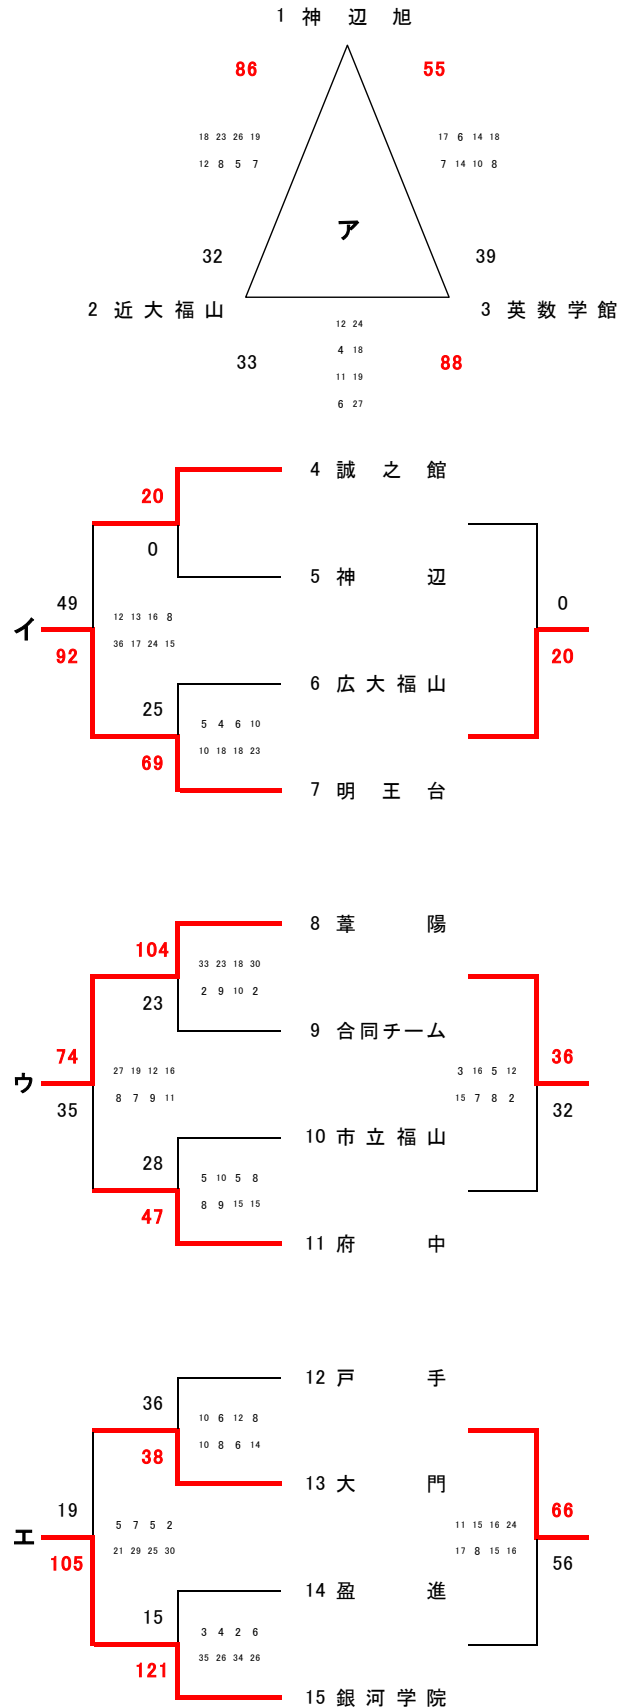 1 神辺旭
86 55
18 23 26 19 17 6 14 18
12 8 5 7 7 14 10 8
ア
32 39
2 近大福山 3 英数学館
12 24
4 18
33 88
11 19
6 27
4 誠之館
20
0
5 神辺
49 0
12 13 16 8
イ
36 17 24 15
92 20
6 広大福山
25
5 4 6 10
10 18 18 23
69
7 明王台
8 葦陽
104
33 23 18 30
2 9 10 2
23
9 合同チーム
74 36
27 19 12 16 3 16 5 12
ウ
8 7 9 11 15 7 8 2
35 32
10 市立福山
28
5 10 5 8
8 9 15 15
47
11 府中
12 戸手
36
10 6 12 8
10 8 6 14
38
13 大門
19 66
5 7 5 2 11 15 16 24
エ
21 29 25 30 17 8 15 16
105 56
14 盈進
15
3 4 2 6
35 26 34 26
121
15 銀河学院